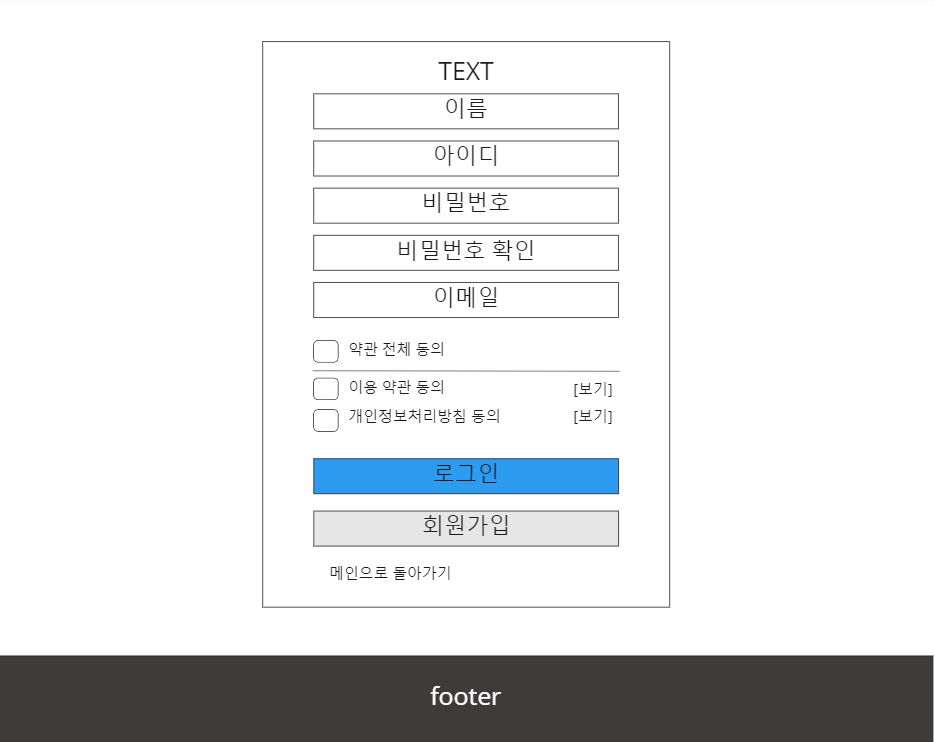 TEXT
이름
아이디
비밀번호
비밀번호 확인
이메일
약관 전체 동의
이용 약관 동의 [보기]
개인정보처리방침 동의 [보기]
로그인
회원가입
메인으로 돌아가기
footer